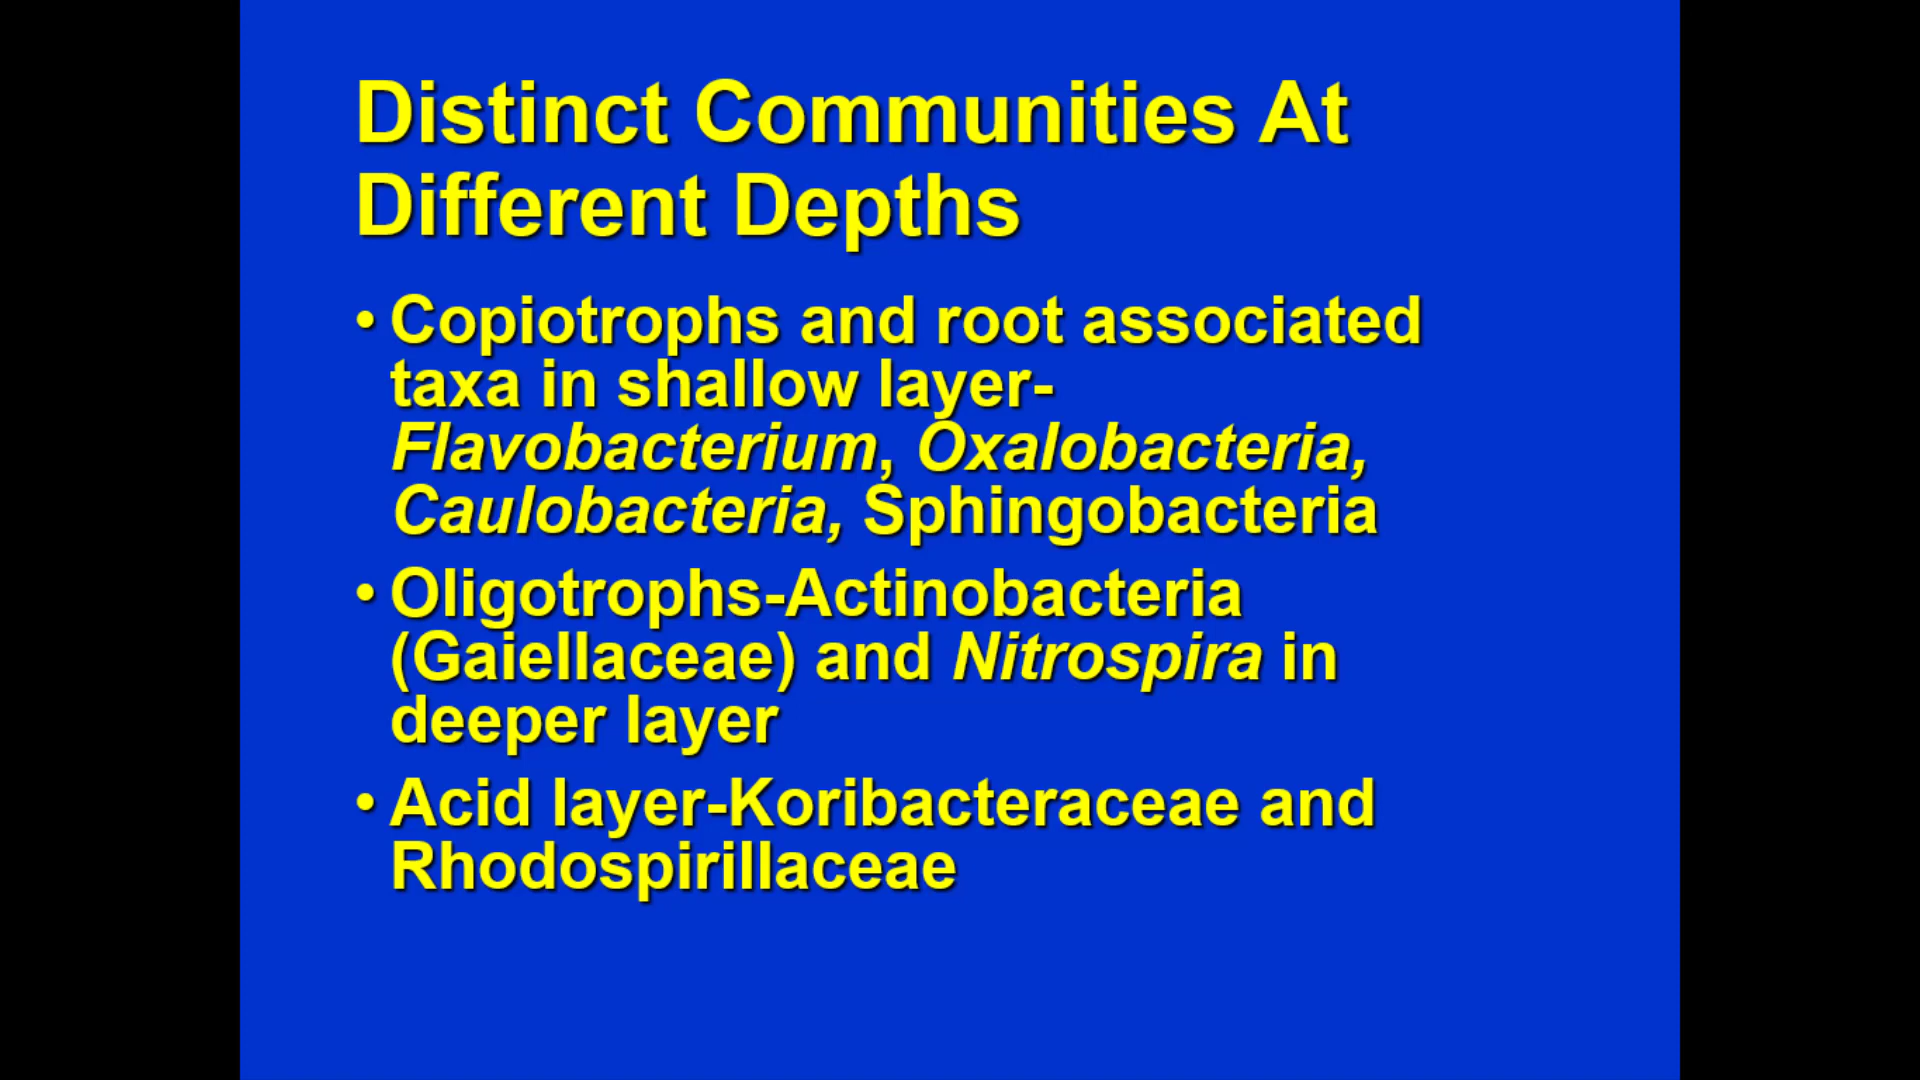 Distinct Communities At
Different Depths
• Copiotrophs and root associated
taxa in shallow layer-
Flavobacterium, Oxalobacteria,
Caulobacteria, Sphingobacteria
• Oligotrophs-Actinobacteria
(Gaiellaceae) and Nitrospira in
deeper layer
• Acid layer-Koribacteraceae and
Rhodospirillaceae